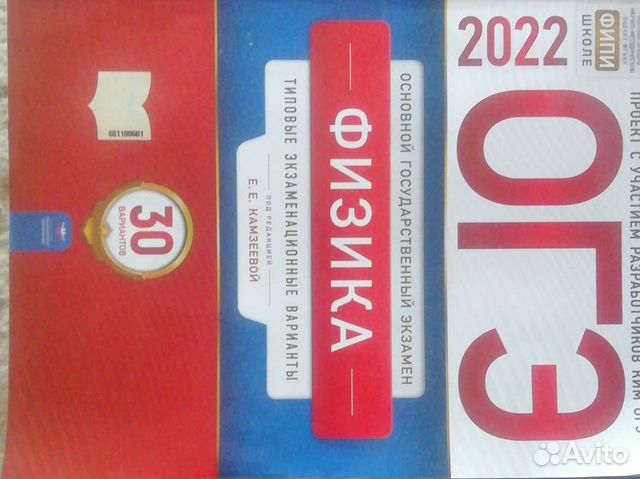 ПРОЕКТ С УЧАСТИЕМ РАЗРАБОТЧИКОВ КИМ ОГЭ
ФИПИ
ШКОЛЕ
2022
ОГЭ
ОСНОВНОЙ ГОСУДАРСТВЕННЫЙ ЭКЗАМЕН
ФИЗИКА
ТИПОВЫЕ ЭКЗАМЕНАЦИОННЫЕ ВАРИАНТЫ
ПОД РЕДАКЦИЕЙ
Е. Е. КАМЗЕЕВОЙ
30
ВАРИАНТОВ
681100601
Avito